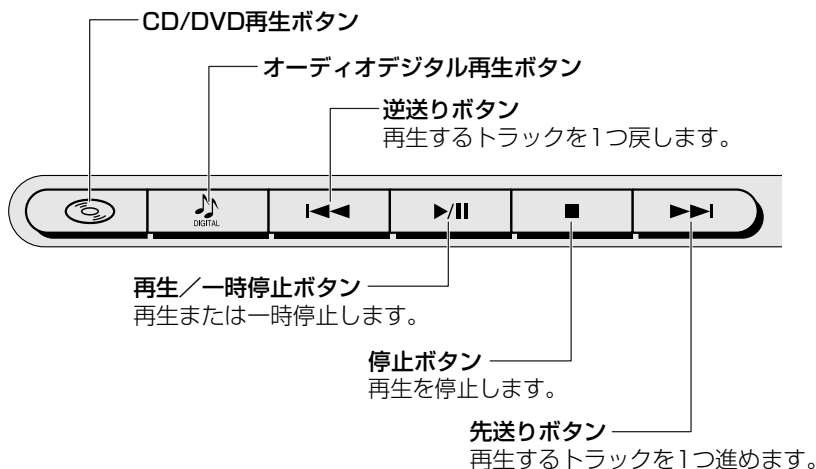 CD/DVD再生ボタン
オーディオデジタル再生ボタン
逆送りボタン
再生するトラックを1つ戻します。
DIGITAL
再生／一時停止ボタン
再生または一時停止します。
停止ボタン
再生を停止します。
先送りボタン
再生するトラックを1つ進めます。